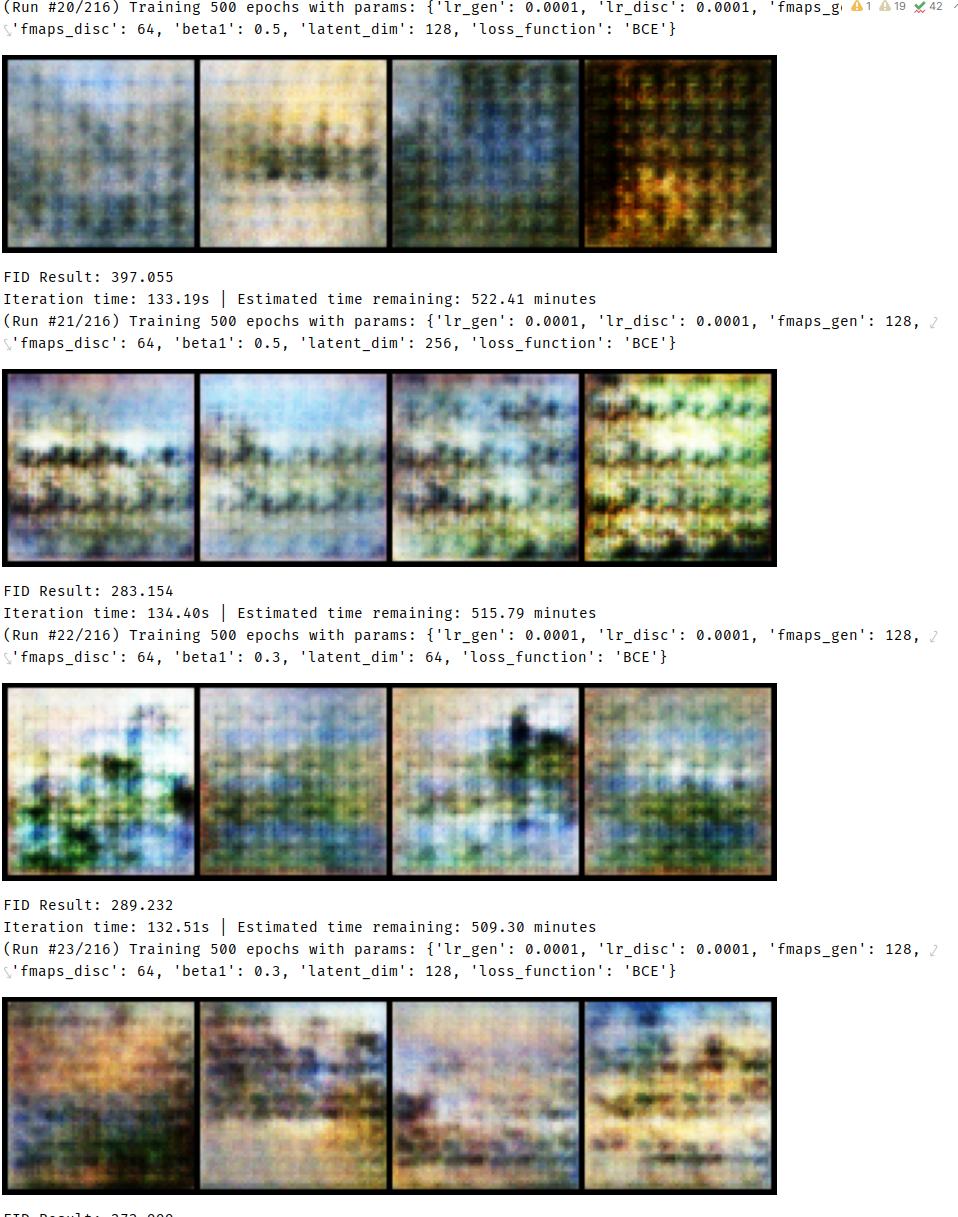 (Run #20/216) Training 500 epochs with params: {'lr_gen': 0.0001, 'lr_disc': 0.0001, 'fmaps_g
1 19 42
'fmaps_disc': 64, 'beta1': 0.5, 'latent_dim': 128, 'loss_function': 'BCE'}
FID Result: 397.055
Iteration time: 133.19s | Estimated time remaining: 522.41 minutes
(Run #21/216) Training 500 epochs with params: {'lr_gen': 0.0001, 'lr_disc': 0.0001, 'fmaps_gen': 128,
'fmaps_disc': 64, 'beta1': 0.5, 'latent_dim': 256, 'loss_function': 'BCE'}
FID Result: 283.154
Iteration time: 134.40s | Estimated time remaining: 515.79 minutes
(Run #22/216) Training 500 epochs with params: {'lr_gen': 0.0001, 'lr_disc': 0.0001, 'fmaps_gen': 128,
'fmaps_disc': 64, 'beta1': 0.3, 'latent_dim': 64, 'loss_function': 'BCE'}
FID Result: 289.232
Iteration time: 132.51s | Estimated time remaining: 509.30 minutes
(Run #23/216) Training 500 epochs with params: {'lr_gen': 0.0001, 'lr_disc': 0.0001, 'fmaps_gen': 128,
'fmaps_disc': 64, 'beta1': 0.3, 'latent_dim': 128, 'loss_function': 'BCE'}
FID Result: